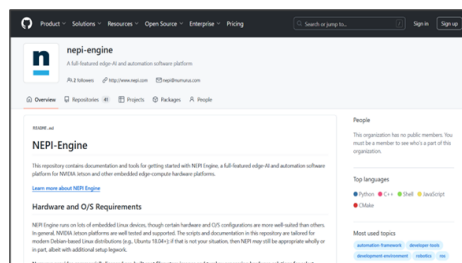 Product Solutions Resources Open Source Enterprise Pricing Search or jump to... Sign in Sign up
n
nepi-engine
A full-featured edge-AI and automation software platform
2 followers http://www.nepi.com nepi@numurus.com
Overview Repositories 41 Projects Packages People
README.md
NEPI-Engine
This repository contains documentation and tools for getting started with NEPI Engine, a full-featured edge-AI and automation software
platform for NVIDIA Jetson and other embedded edge-compute hardware platforms.
Learn more about NEPI Engine
Hardware and O/S Requirements
NEPI Engine runs on lots of embedded Linux devices, though certain hardware and O/S configurations are more well-suited than others.
In general, NVIDIA Jetson platforms are well tested and supported. The scripts and documentation in this repository are tailored for
modern Debian-based Linux distributions (e.g., Ubuntu 18.04+); if that is not your situation, then NEPI may still be appropriate wholly or
in part, albeit with additional setup legwork.
People
This organization has no public members. You
must be a member to see who's a part of this
organization.
Top languages
Python C++ Shell JavaScript
CMake
Most used topics
automation-framework developer-tools
development-environment robotics ros